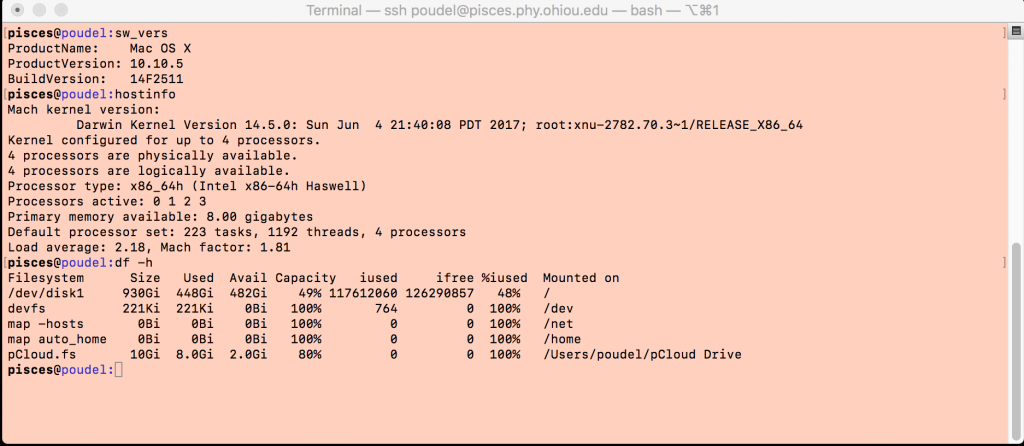 Terminal — ssh poudel@pisces.phy.ohiou.edu — bash — ⌥⌘1
[pisces@poudel:sw_vers ]
ProductName:    Mac OS X
ProductVersion: 10.10.5
BuildVersion:   14F2511
[pisces@poudel:hostinfo ]
Mach kernel version:
         Darwin Kernel Version 14.5.0: Sun Jun  4 21:40:08 PDT 2017; root:xnu-2782.70.3~1/RELEASE_X86_64
Kernel configured for up to 4 processors.
4 processors are physically available.
4 processors are logically available.
Processor type: x86_64h (Intel x86-64h Haswell)
Processors active: 0 1 2 3
Primary memory available: 8.00 gigabytes
Default processor set: 223 tasks, 1192 threads, 4 processors
Load average: 2.18, Mach factor: 1.81
[pisces@poudel:df -h ]
Filesystem      Size   Used  Avail Capacity   iused     ifree %iused  Mounted on
/dev/disk1     930Gi  448Gi  482Gi    49% 117612060 126290857   48%   /
devfs          221Ki  221Ki    0Bi   100%       764         0  100%   /dev
map -hosts       0Bi    0Bi    0Bi   100%         0         0  100%   /net
map auto_home    0Bi    0Bi    0Bi   100%         0         0  100%   /home
pCloud.fs       10Gi  8.0Gi  2.0Gi    80%         0         0  100%   /Users/poudel/pCloud Drive
pisces@poudel: